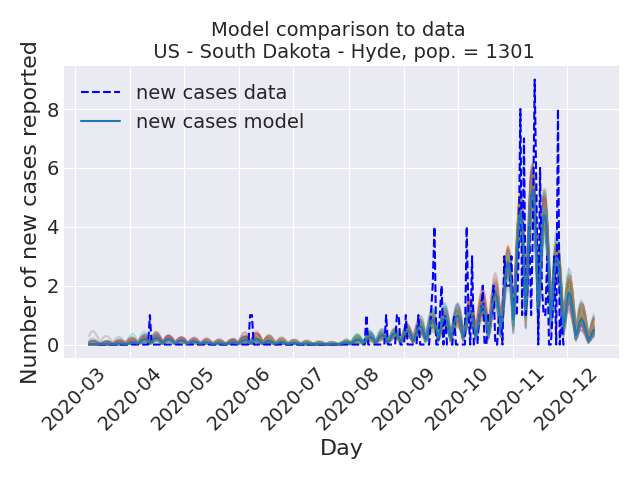 Model comparison to data
US - South Dakota - Hyde, pop. = 1301
new cases data
new cases model
Number of new cases reported
8
6
4
2
0
2020-03
2020-04
2020-05
2020-06
2020-07
2020-08
2020-09
2020-10
2020-11
2020-12
Day